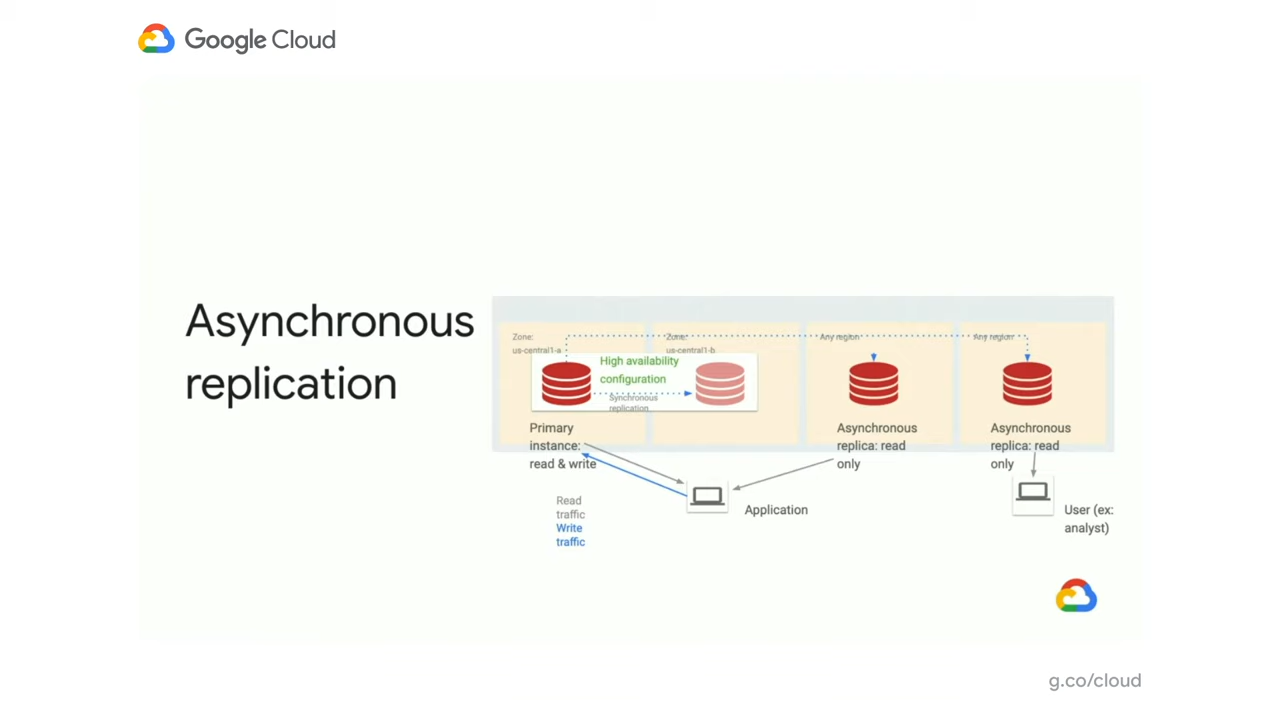 Google Cloud
Asynchronous
replication
Zone:
us-central1-a
Zone:
us-central1-b
Any region
Any region
High availability
configuration
Synchronous
replication
Primary
instance:
read & write
Asynchronous
replica: read
only
Asynchronous
replica: read
only
Read
traffic
Write
traffic
Application
User (ex:
analyst)
g.co/cloud